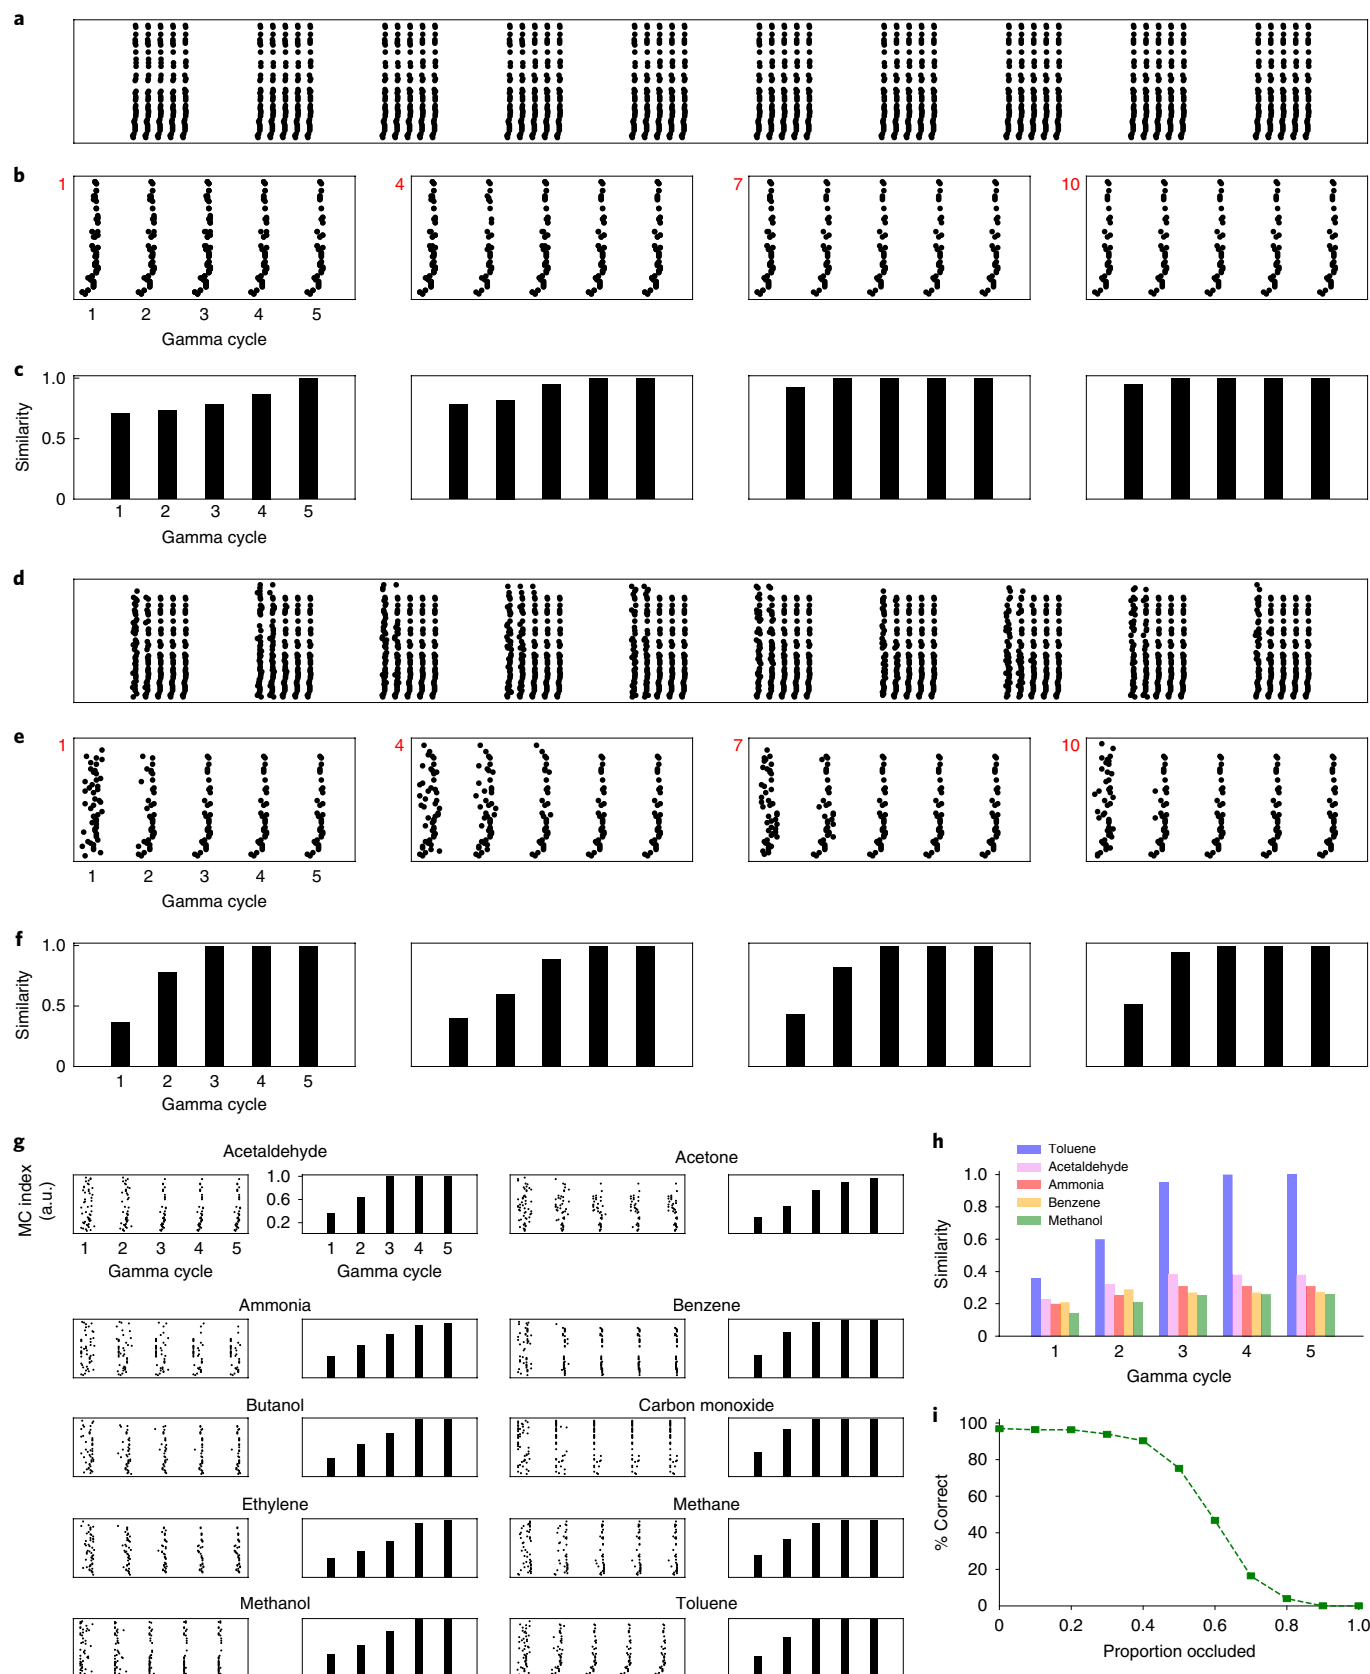 a
b
1 4 7 10
1 2 3 4 5
Gamma cycle
c
1.0
0.5
0
Similarity
1 2 3 4 5
Gamma cycle
d
e
1 4 7 10
1 2 3 4 5
Gamma cycle
f
1.0
0.5
0
Similarity
1 2 3 4 5
Gamma cycle
g
Acetaldehyde
MC index
(a.u.)
1 2 3 4 5
Gamma cycle
1.0
0.6
0.2
1 2 3 4 5
Gamma cycle
Acetone
Ammonia
Benzene
Butanol
Carbon monoxide
Ethylene
Methane
Methanol
Toluene
h
Toluene
Acetaldehyde
Ammonia
Benzene
Methanol
1.0
0.8
0.6
0.4
0.2
0
Similarity
1 2 3 4 5
Gamma cycle
i
100
80
60
40
20
0
% Correct
0 0.2 0.4 0.6 0.8 1.0
Proportion occluded